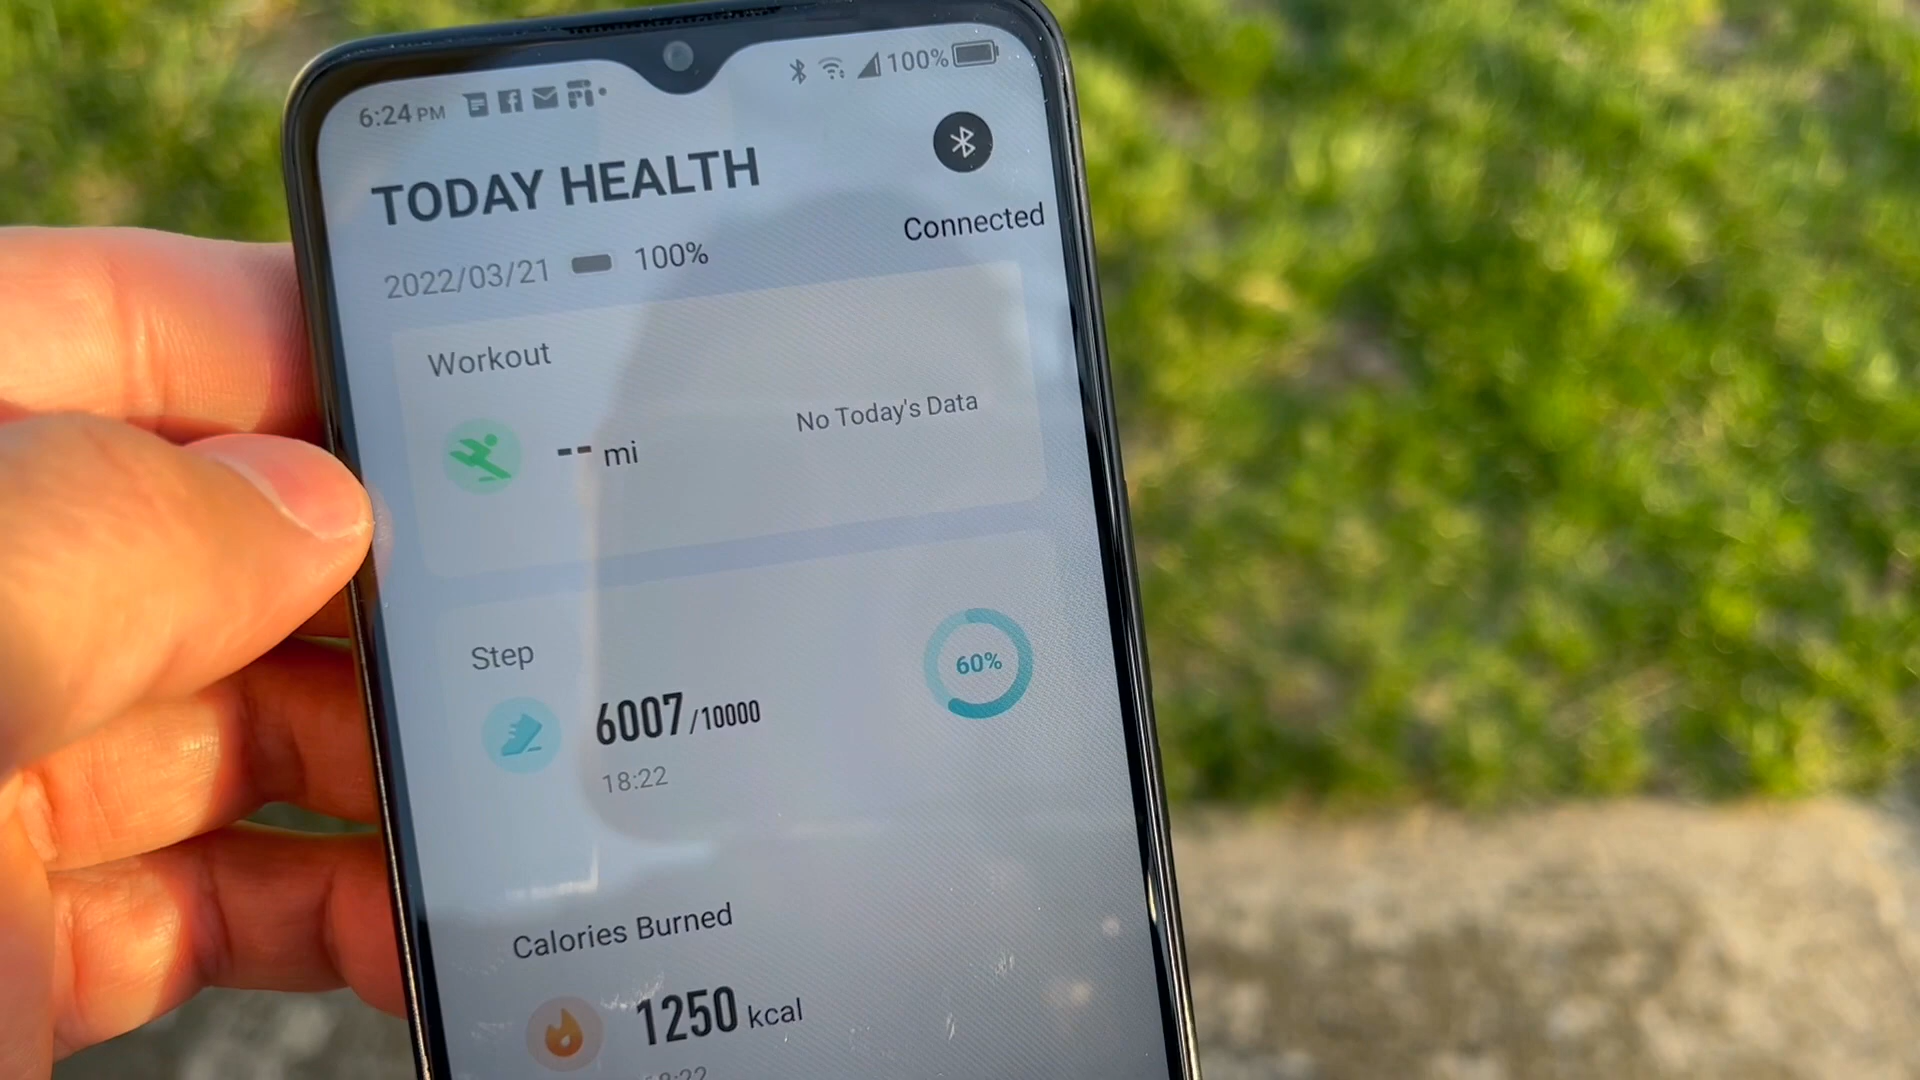 6:24 PM 100%
TODAY HEALTH
Connected
2022/03/21 100%
Workout
-- mi
No Today's Data
Step
6007/10000
60%
18:22
Calories Burned
1250 kcal